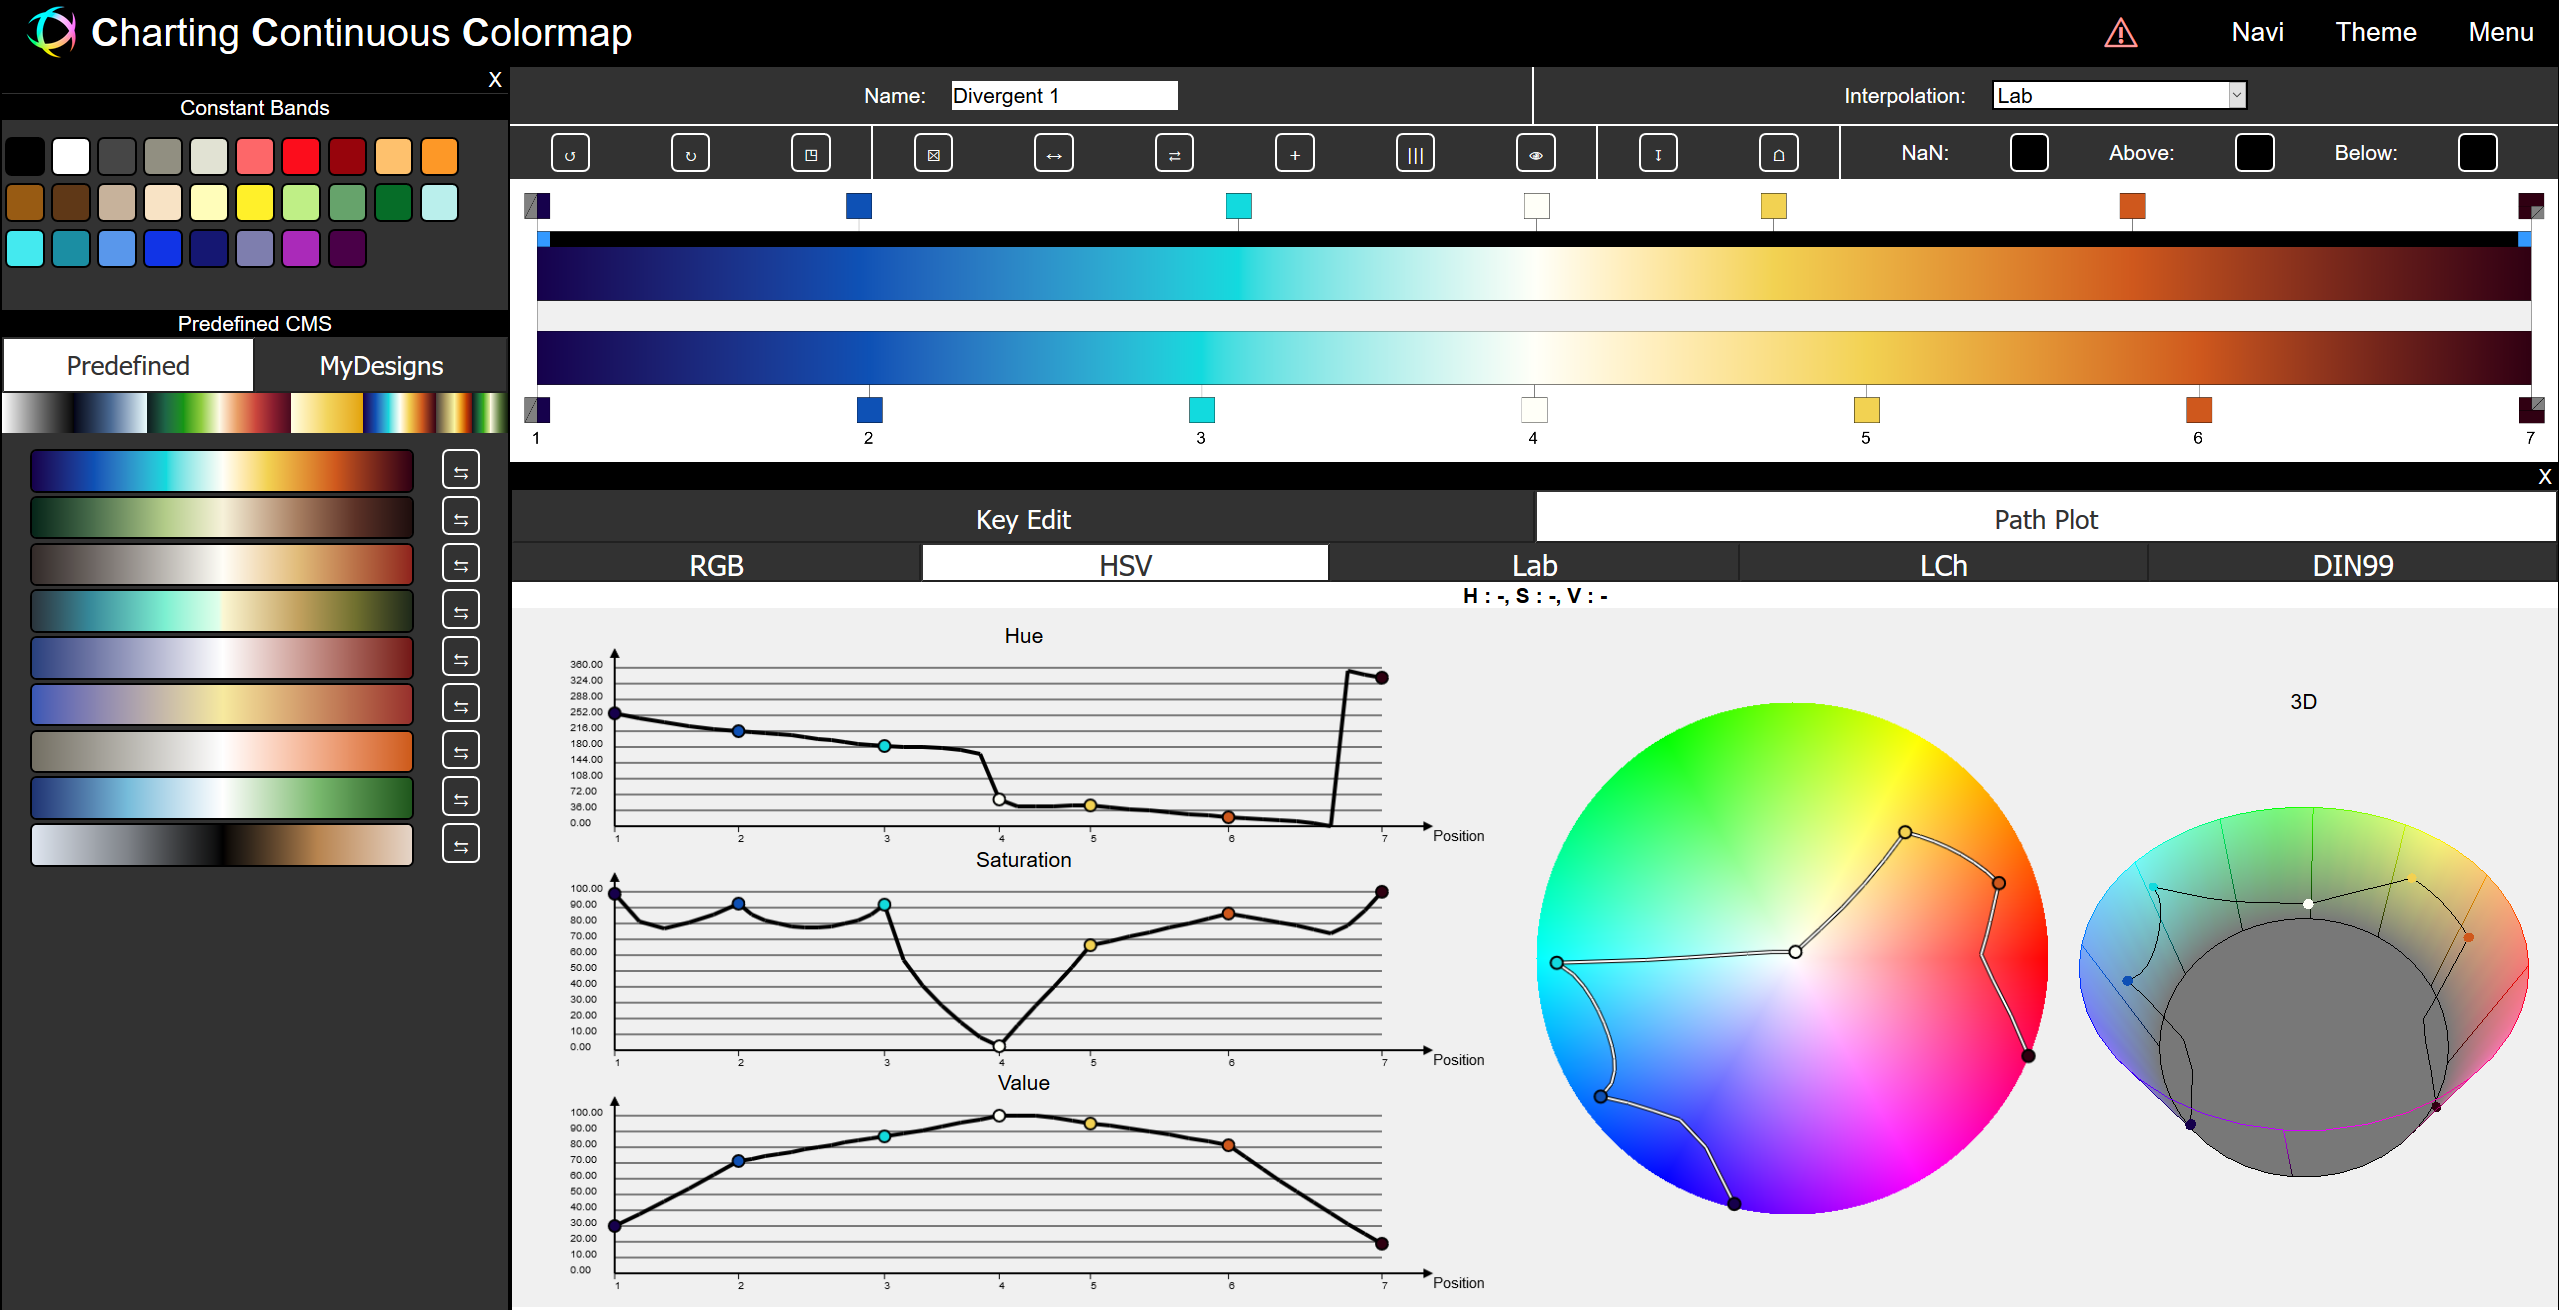 Charting Continuous Colormap
Navi Theme Menu
X
Constant Bands
Predefined CMS
Predefined MyDesigns
Name: Divergent 1
Interpolation: Lab
NaN: Above: Below:
1 2 3 4 5 6 7
X
Key Edit Path Plot
RGB HSV Lab LCh DIN99
H : -, S : -, V : -
Hue
360.00
324.00
288.00
252.00
216.00
180.00
144.00
108.00
72.00
36.00
0.00
1 2 3 4 5 6 7 Position
Saturation
100.00
90.00
80.00
70.00
60.00
50.00
40.00
30.00
20.00
10.00
0.00
1 2 3 4 5 6 7 Position
Value
100.00
90.00
80.00
70.00
60.00
50.00
40.00
30.00
20.00
10.00
0.00
1 2 3 4 5 6 7 Position
3D